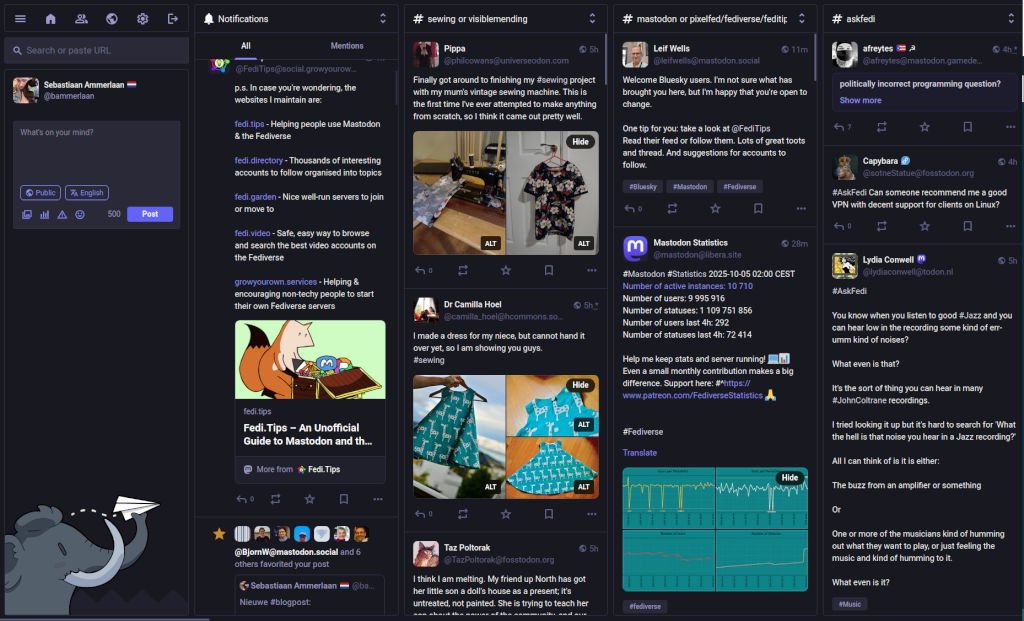 Search or paste URL
Sebastiaan Ammerlaan
@bammerlaan
What's on your mind?
Public
English
500
Post
Notifications
All
Mentions
@FediTips@social.growyourow...
p.s. In case you're wondering, the
websites I maintain are:
fedi.tips - Helping people use Mastodon
& the Fediverse
fedi.directory - Thousands of interesting
accounts to follow organised into topics
fedi.garden - Nice well-run servers to join
or move to
fedi.video - Safe, easy way to browse
and search the best video accounts on
the Fediverse
growyourown.services - Helping &
encouraging non-techy people to start
their own Fediverse servers
fedi.tips
Fedi.Tips – An Unofficial
Guide to Mastodon and th...
More from Fedi.Tips
0
@BjornW@mastodon.social and 6
others favorited your post
Sebastiaan Ammerlaan @ba...
Nieuwe #blogpost:
# sewing or visiblemending
Pippa
5h
@philcowans@universeodon.com
Finally got around to finishing my #sewing project
with my mum's vintage sewing machine. This is
the first time I've ever attempted to make anything
from scratch, so I think it came out pretty well.
Hide
ALT
ALT
0
Dr Camilla Hoel
5h *
@camilla_hoel@hcommons.so...
I made a dress for my niece, but cannot hand it
over yet, so I am showing you guys.
#sewing
Hide
ALT
ALT
ALT
0
Taz Poltorak
5h
@TazPoltorak@fosstodon.org
I think I am melting. My friend up North has got
her little son a doll's house as a present; it's
untreated, not painted. She is trying to teach her
son about the power of the community, and our
# mastodon or pixelfed/fediverse/feditip
Leif Wells
11m
@leifwells@mastodon.social
Welcome Bluesky users. I'm not sure what has
brought you here, but I'm happy that you're open to
change.
One tip for you: take a look at @FediTips
Read their feed or follow them. Lots of great toots
and thread. And suggestions for accounts to
follow.
#Bluesky
#Mastodon
#Fediverse
0
Mastodon Statistics
28m
@mastodon@libera.site
#Mastodon #Statistics 2025-10-05 02:00 CEST
Number of active instances: 10 710
Number of users: 9 995 916
Number of statuses: 1 109 751 856
Number of users last 4h: 292
Number of statuses last 4h: 72 414
Help me keep stats and server running!
Even a small monthly contribution makes a big
difference. Support here: #*https://
www.patreon.com/FediverseStatistics
#Fediverse
Translate
Hide
#fediverse
# askfedi
afreytes
4h *
@afreytes@mastodon.gamede...
politically incorrect programming question?
Show more
7
Capybara
4h
@sotneStatue@fosstodon.org
#AskFedi Can someone recommend me a good
VPN with decent support for clients on Linux?
0
Lydia Conwell
5h
@lydiaconwell@todon.nl
#AskFedi
You know when you listen to good #Jazz and you
can hear low in the recording some kind of err-
umm kind of noises?
What even is that?
It's the sort of thing you can hear in many
#JohnColtrane recordings.
I tried looking it up but it's hard to search for 'What
the hell is that noise you hear in a Jazz recording?'
All I can think of is it is either:
The buzz from an amplifier or something
Or
One or more of the musicians kind of humming
out what they want to play, or just feeling the
music and kind of humming to it.
What even is it?
#Music